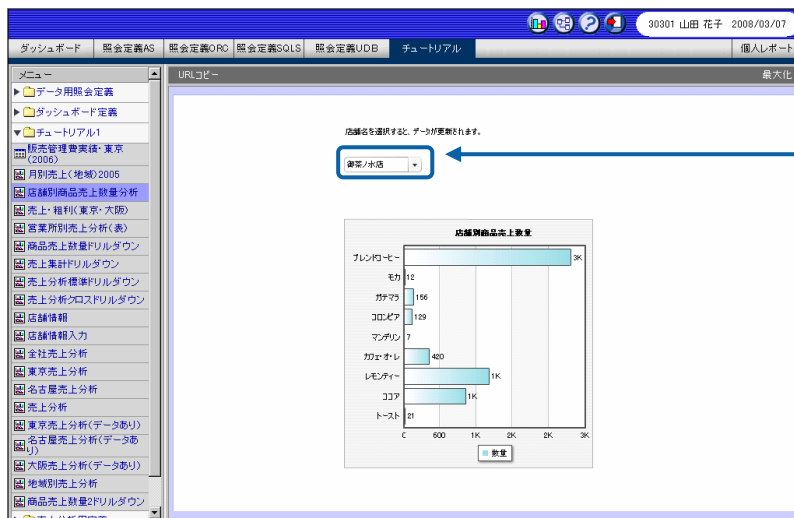 30301 山田 花子 2008/03/07
ダッシュボード 照会定義AS 照会定義ORC 照会定義SQLS 照会定義UDB チュートリアル 個人レポート
メニュー
データ用照会定義
ダッシュボード定義
チュートリアル1
販売管理費実績・東京
(2006)
月別売上(地域)2005
店舗別商品売上数量分析
売上・粗利(東京・大阪)
営業所別売上分析(表)
商品売上数量ドリルダウン
売上集計ドリルダウン
売上分析標準ドリルダウン
売上分析クロスドリルダウン
店舗情報
店舗情報入力
全社売上分析
東京売上分析
名古屋売上分析
売上分析
東京売上分析(データあり)
名古屋売上分析(データあ
り)
大阪売上分析(データあり)
地域別売上分析
商品売上数量2ドリルダウン
URLコピー 最大化
店舗名を選択すると、データが更新されます。
御茶ノ水店
店舗別商品売上数量
ブレンドコーヒー 3K
モカ 12
ガテマラ 156
コロンビア 129
マンデリン 7
カフェ・オ・レ 420
レモンティー 1K
ココア 1K
トースト 21
600 1K 2K 2K 3K
数量